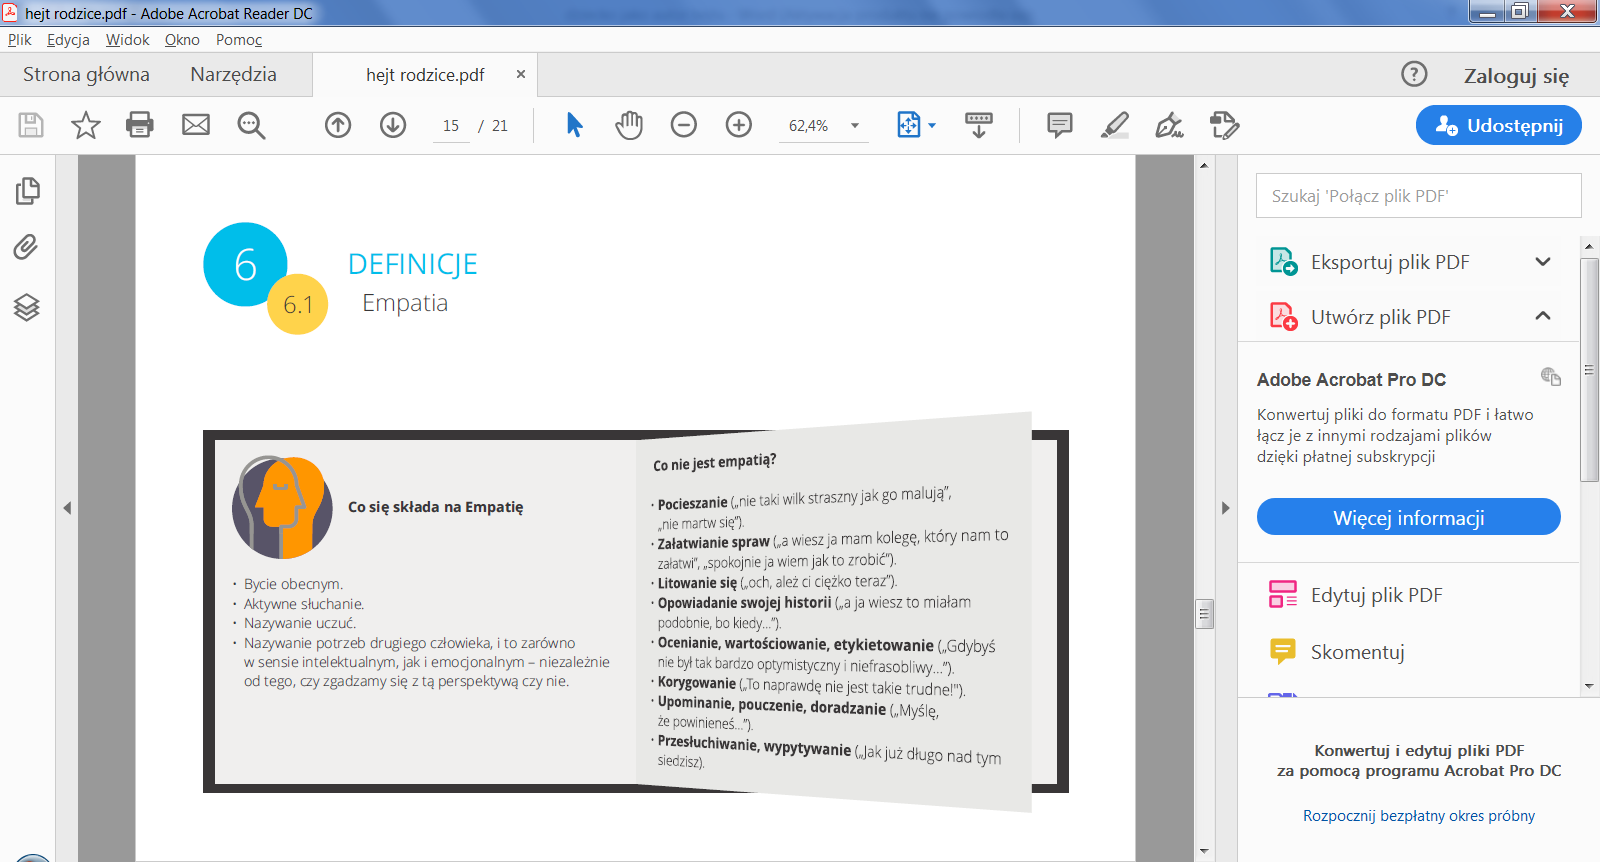 hejt rodzice.pdf - Adobe Acrobat Reader DC
Plik Edycja Widok Okno Pomoc
Strona główna Narzędzia hejt rodzice.pdf × ? Zaloguj się
15 / 21 62,4% Udostępnij
Szukaj 'Połącz plik PDF'
Eksportuj plik PDF
Utwórz plik PDF
Adobe Acrobat Pro DC
Konwertuj pliki do formatu PDF i łatwo
łącz je z innymi rodzajami plików
dzięki płatnej subskrypcji
Więcej informacji
Edytuj plik PDF
Skomentuj
Konwertuj i edytuj pliki PDF
za pomocą programu Acrobat Pro DC
Rozpocznij bezpłatny okres próbny
6 DEFINICJE
6.1 Empatia
Co się składa na Empatię
• Bycie obecnym.
• Aktywne słuchanie.
• Nazywanie uczuć.
• Nazywanie potrzeb drugiego człowieka, i to zarówno
w sensie intelektualnym, jak i emocjonalnym – niezależnie
od tego, czy zgadzamy się z tą perspektywą czy nie.
Co nie jest empatią?
· Pocieszanie („nie taki wilk straszny jak go malują”,
„nie martw się”).
· Załatwianie spraw („a wiesz ja mam kolegę, który nam to
załatwi”, „spokojnie ja wiem jak to zrobić”).
· Litowanie się („och, ależ ci ciężko teraz”).
· Opowiadanie swojej historii („a ja wiesz to miałam
podobnie, bo kiedy...”).
· Ocenianie, wartościowanie, etykietowanie („Gdybyś
nie był tak bardzo optymistyczny i niefrasobliwy...”).
· Korygowanie („To naprawdę nie jest takie trudne!”).
· Upominanie, pouczenie, doradzanie („Myślę,
że powinieneś...”).
· Przesłuchiwanie, wypytywanie („Jak już długo nad tym
siedzisz).